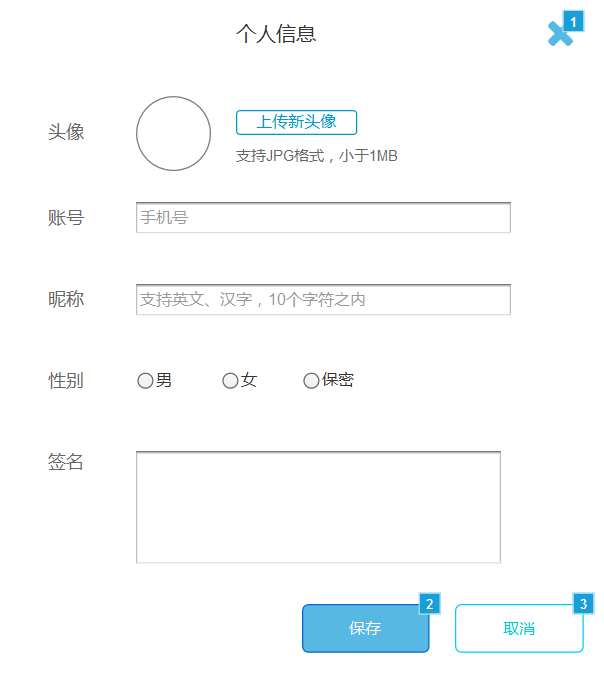 个人信息
1
头像
上传新头像
支持JPG格式，小于1MB
账号
手机号
昵称
支持英文、汉字，10个字符之内
性别
男 女 保密
签名
2 3
保存 取消